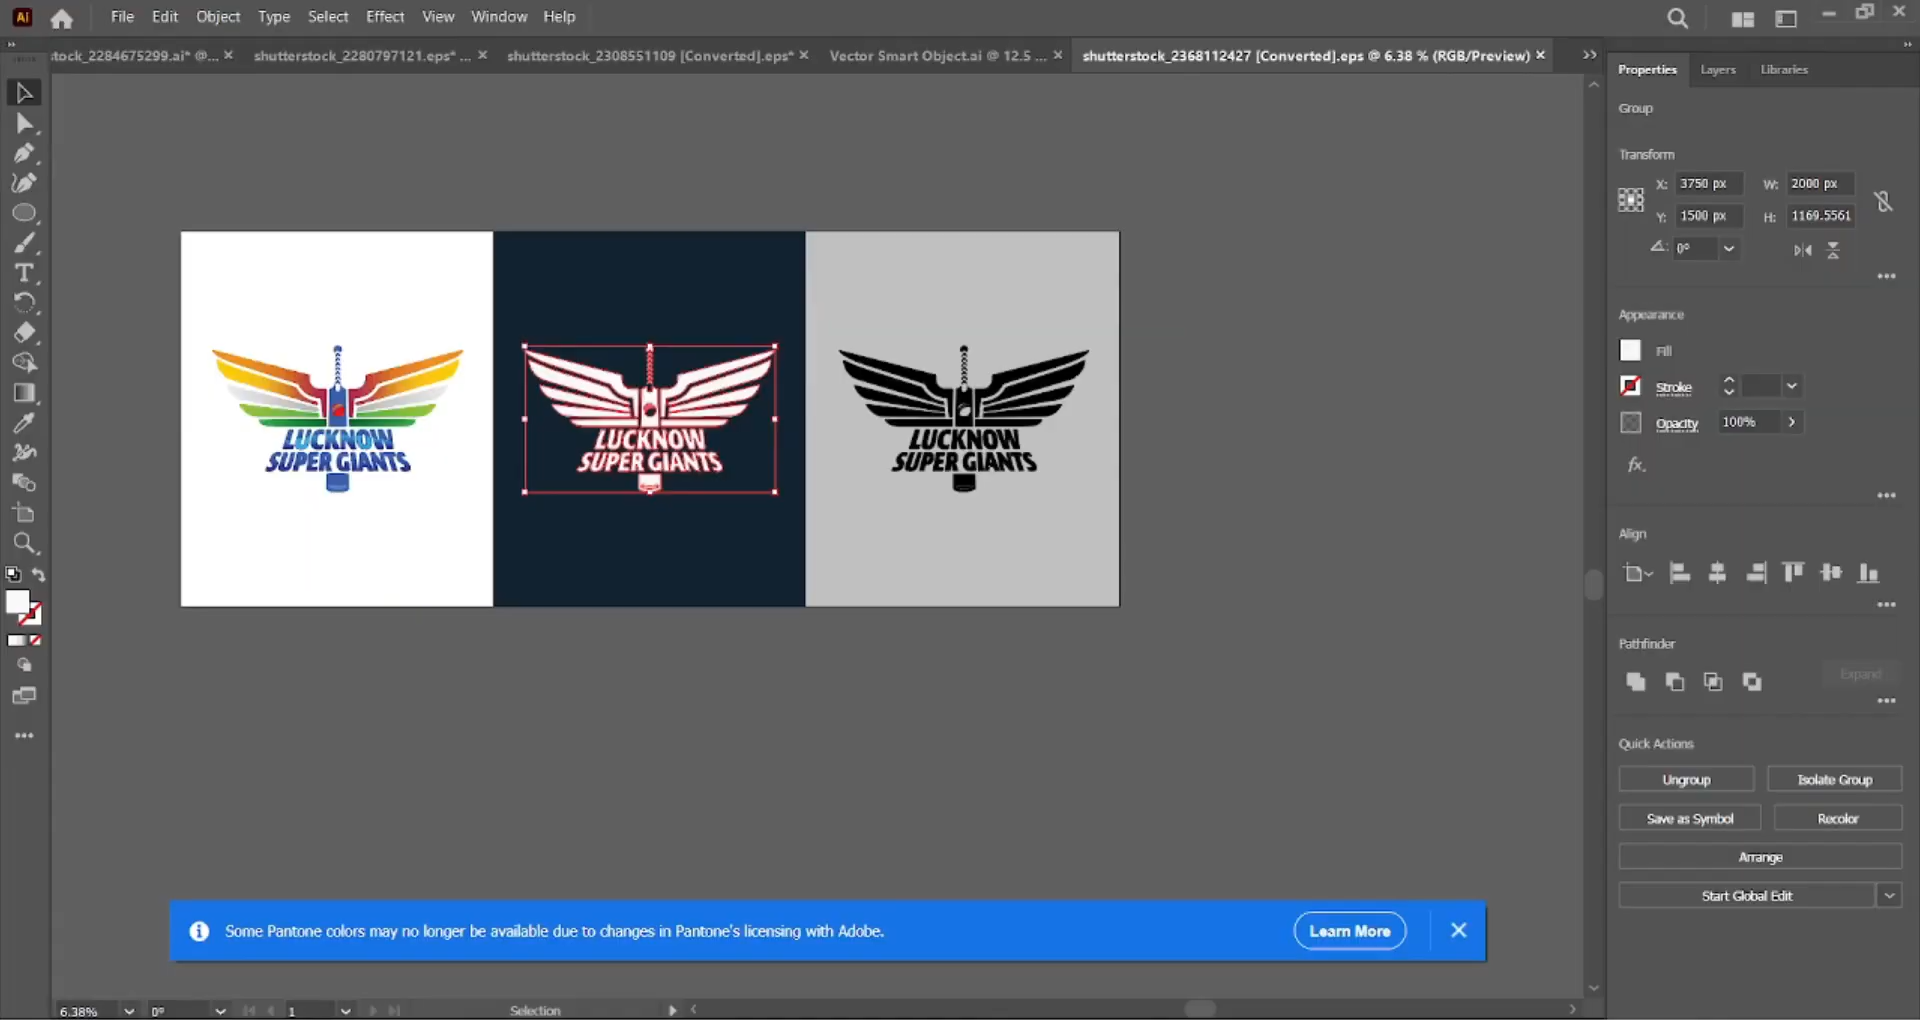 Ai
File Edit Object Type Select Effect View Window Help
stock_2284675299.ai* @...
shutterstock_2280797121.eps* ...
shutterstock_2308551109 [Converted].eps*
Vector Smart Object.ai @ 12.5 ...
shutterstock_2368112427 [Converted].eps @ 6.38 % (RGB/Preview)
Properties Layers Libraries
Group
Transform
X: 3750 px W: 2000 px
Y: 1500 px H: 1169.5561
0°
Appearance
Fill
Stroke
Opacity 100%
fx.
Align
Pathfinder
Expand
Quick Actions
Ungroup Isolate Group
Save as Symbol Recolor
Arrange
Start Global Edit
LUCKNOW
SUPER GIANTS
LUCKNOW
SUPER GIANTS
LUCKNOW
SUPER GIANTS
Some Pantone colors may no longer be available due to changes in Pantone's licensing with Adobe.
Learn More
6.38% 0° 1 Selection